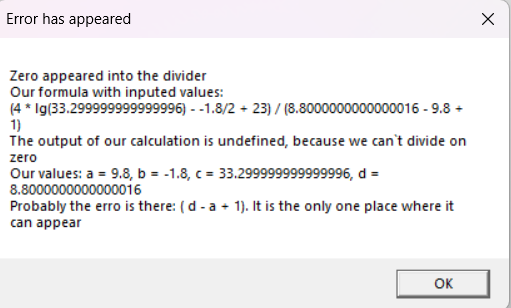 Error has appeared
Zero appeared into the divider
Our formula with inputed values:
(4 * lg(33.299999999999996) - -1.8/2 + 23) / (8.8000000000000016 - 9.8 +
1)
The output of our calculation is undefined, because we can`t divide on
zero
Our values: a = 9.8, b = -1.8, c = 33.299999999999996, d =
8.8000000000000016
Probably the erro is there: ( d - a + 1). It is the only one place where it
can appear
OK